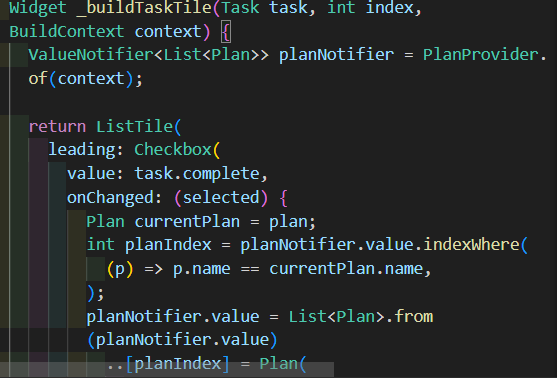 Widget _buildTaskTile(Task task, int index,
BuildContext context) {
ValueNotifier<List<Plan>> planNotifier = PlanProvider.
of(context);
return ListTile(
leading: Checkbox(
value: task.complete,
onChanged: (selected) {
Plan currentPlan = plan;
int planIndex = planNotifier.value.indexWhere(
(p) => p.name == currentPlan.name,
);
planNotifier.value = List<Plan>.from
(planNotifier.value)
..[planIndex] = Plan(